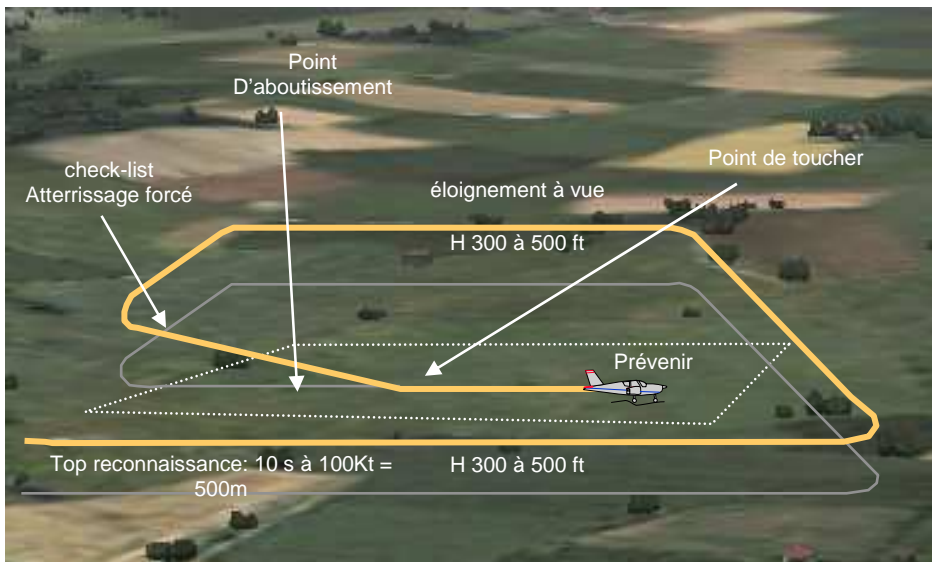 Point
D'aboutissement
check-list
Atterrissage forcé
Point de toucher
éloignement à vue
H 300 à 500 ft
Prévenir
Top reconnaissance: 10 s à 100Kt =
500m
H 300 à 500 ft